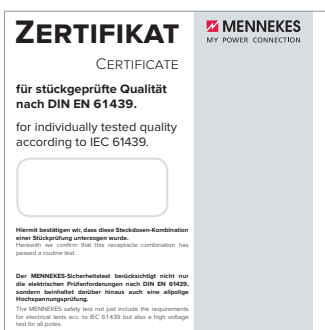 ZERTIFIKAT
CERTIFICATE
für stückgeprüfte Qualität
nach DIN EN 61439.
for individually tested quality
according to IEC 61439.
Hiermit bestätigen wir, dass diese Steckdosen-Kombination
einer Stückprüfung unterzogen wurde.
Herewith we confirm that this receptacle combination has
passed a routine test.
Der MENNEKES-Sicherheitstest berücksichtigt nicht nur
die elektrischen Prüfanforderungen nach DIN EN 61439,
sondern beinhaltet darüber hinaus auch eine allpolige
Hochspannungsprüfung.
The MENNEKES safety test not just include the requirements
for electrical tests acc. to IEC 61439 but also a high voltage
test for all poles.
MENNEKES
MY POWER CONNECTION